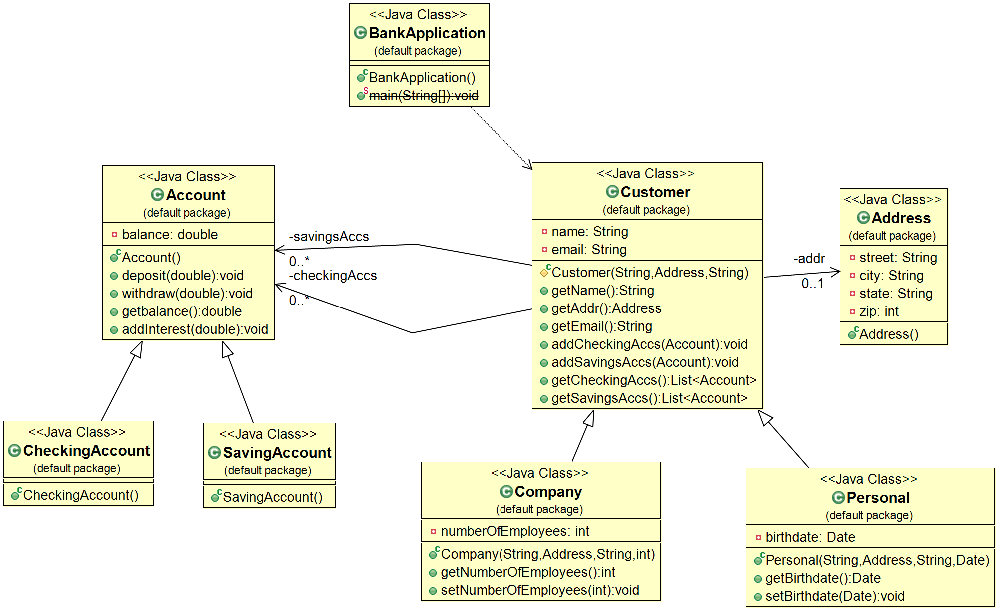 <<Java Class>>
BankApplication
(default package)
BankApplication()
main(String[]):void
<<Java Class>>
Account
(default package)
balance: double
Account()
deposit(double):void
withdraw(double):void
getbalance():double
addInterest(double):void
-savingsAccs
0..*
-checkingAccs
0..*
<<Java Class>>
Customer
(default package)
name: String
email: String
Customer(String,Address,String)
getName():String
getAddr():Address
getEmail():String
addCheckingAccs(Account):void
addSavingsAccs(Account):void
getCheckingAccs():List<Account>
getSavingsAccs():List<Account>
-addr
0..1
<<Java Class>>
Address
(default package)
street: String
city: String
state: String
zip: int
Address()
<<Java Class>>
CheckingAccount
(default package)
CheckingAccount()
<<Java Class>>
SavingAccount
(default package)
SavingAccount()
<<Java Class>>
Company
(default package)
numberOfEmployees: int
Company(String,Address,String,int)
getNumberOfEmployees():int
setNumberOfEmployees(int):void
<<Java Class>>
Personal
(default package)
birthdate: Date
Personal(String,Address,String,Date)
getBirthdate():Date
setBirthdate(Date):void